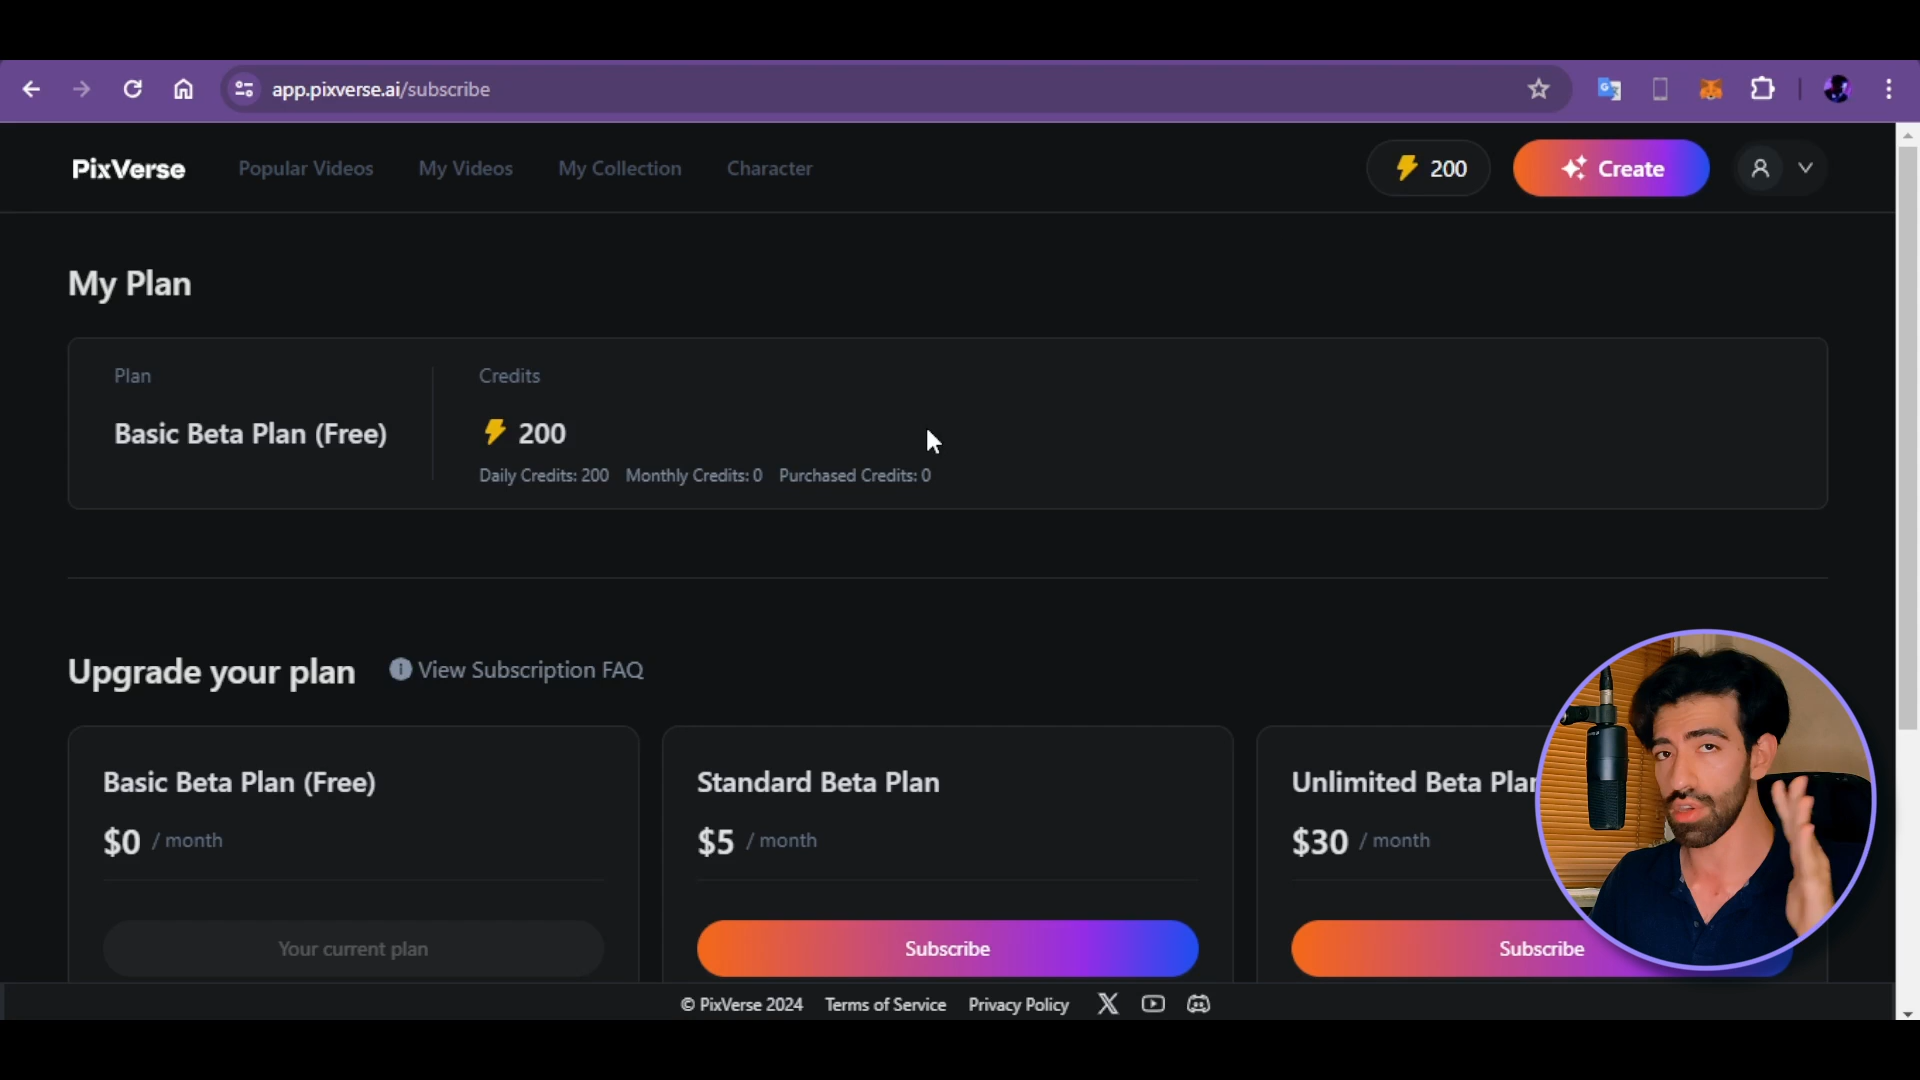 app.pixverse.ai/subscribe
PixVerse Popular Videos My Videos My Collection Character 200 Create
My Plan
Plan Credits
Basic Beta Plan (Free) 200
Daily Credits: 200 Monthly Credits: 0 Purchased Credits: 0
Upgrade your plan View Subscription FAQ
Basic Beta Plan (Free) Standard Beta Plan Unlimited Beta Plan
$0 / month $5 / month $30 / month
Your current plan Subscribe Subscribe
© PixVerse 2024 Terms of Service Privacy Policy